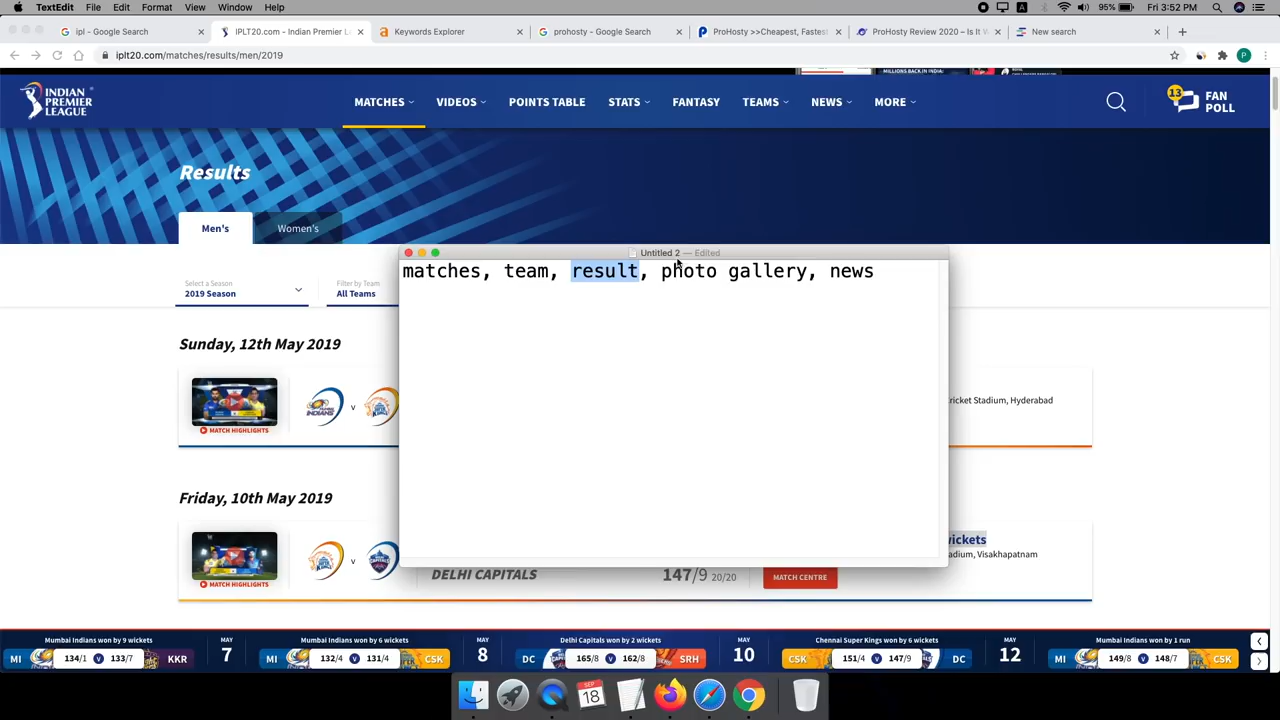 TextEdit File Edit Format View Window Help 95% Fri 3:52 PM
ipl - Google Search IPLT20.com - Indian Premier L Keywords Explorer prohosty - Google Search ProHosty >>Cheapest, Fastest ProHosty Review 2020 – Is It W New search
iplt20.com/matches/results/men/2019
INDIAN PREMIER LEAGUE
MATCHES VIDEOS POINTS TABLE STATS FANTASY TEAMS NEWS MORE
13 FAN POLL
Results
Men's Women's
Untitled 2 — Edited
matches, team, result, photo gallery, news
Select a Season
2019 Season
Filter by Team
All Teams
Sunday, 12th May 2019
MATCH HIGHLIGHTS
v
cricket Stadium, Hyderabad
Friday, 10th May 2019
MATCH HIGHLIGHTS
v
wickets
adium, Visakhapatnam
DELHI CAPITALS 147/9 20/20 MATCH CENTRE
Mumbai Indians won by 9 wickets
MI 134/1 v 133/7 KKR
MAY 7
Mumbai Indians won by 6 wickets
MI 132/4 v 131/4 CSK
MAY 8
Delhi Capitals won by 2 wickets
DC 165/8 v 162/8 SRH
MAY 10
Chennai Super Kings won by 6 wickets
CSK 151/4 v 147/9 DC
MAY 12
Mumbai Indians won by 1 run
MI 149/8 v 148/7 CSK
SEP 18